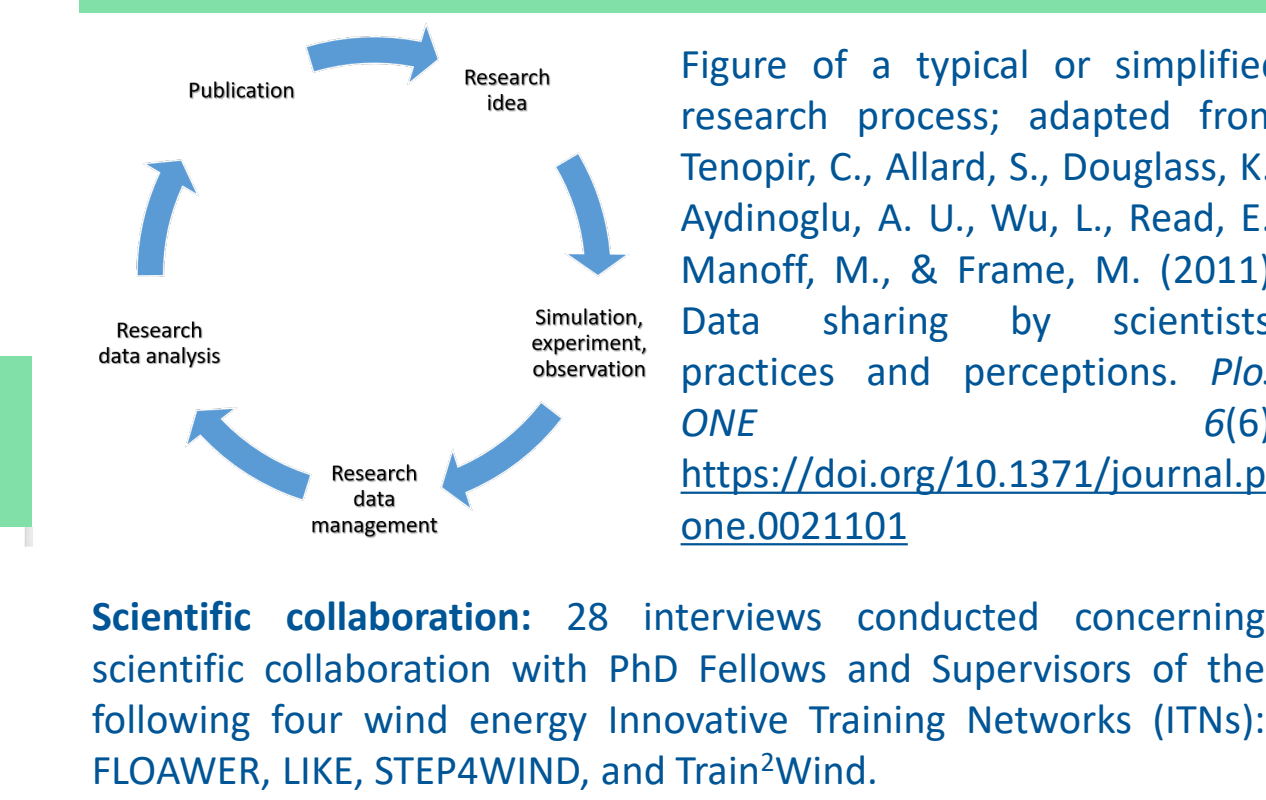 Publication
Research
idea
Simulation,
experiment,
observation
Research
data
management
Research
data analysis
Figure of a typical or simplified
research process; adapted from
Tenopir, C., Allard, S., Douglass, K.
Aydinoglu, A. U., Wu, L., Read, E.
Manoff, M., & Frame, M. (2011)
Data sharing by scientists
practices and perceptions. Plos
ONE 6(6)
https://doi.org/10.1371/journal.p
one.0021101
Scientific collaboration: 28 interviews conducted concerning
scientific collaboration with PhD Fellows and Supervisors of the
following four wind energy Innovative Training Networks (ITNs):
FLOAWER, LIKE, STEP4WIND, and Train²Wind.